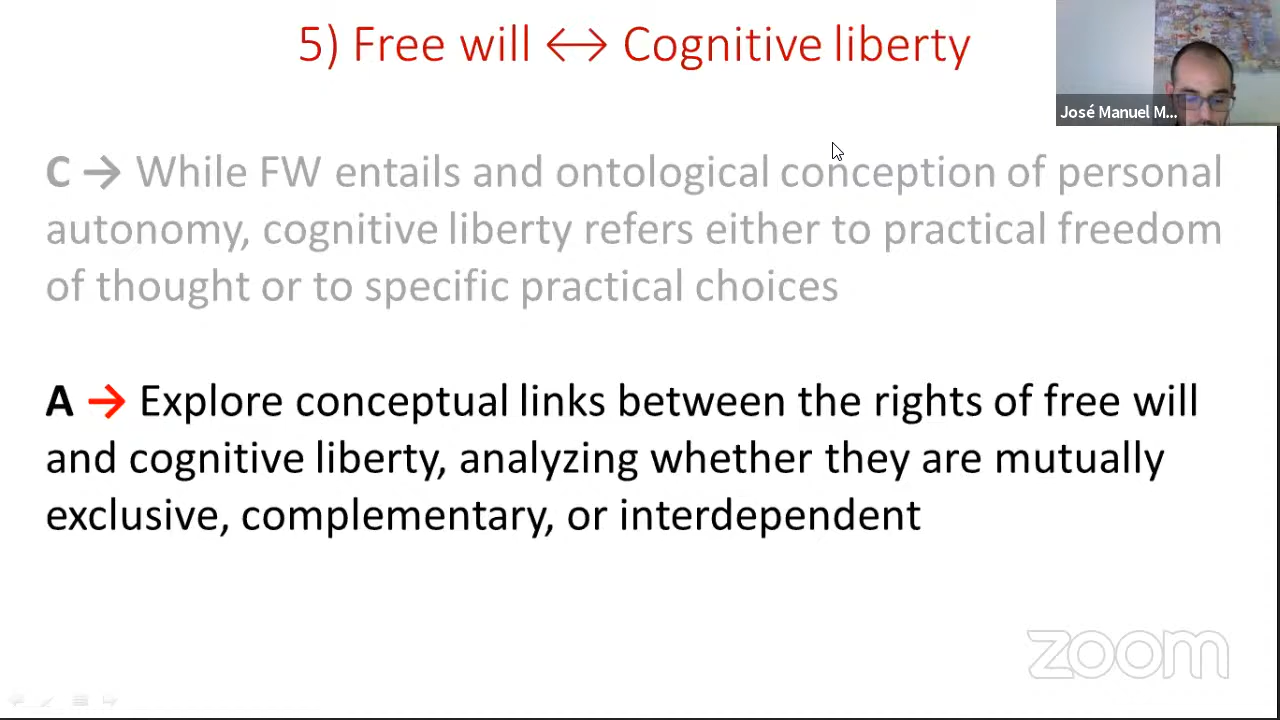 5) Free will ↔ Cognitive liberty
José Manuel M...
C → While FW entails and ontological conception of personal
autonomy, cognitive liberty refers either to practical freedom
of thought or to specific practical choices
A → Explore conceptual links between the rights of free will
and cognitive liberty, analyzing whether they are mutually
exclusive, complementary, or interdependent
zoom